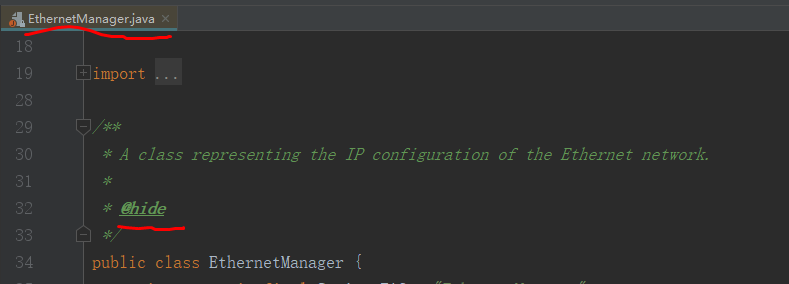 EthernetManager.java ×
18
19 import ...
28
29 /**
30 * A class representing the IP configuration of the Ethernet network.
31 *
32 * @hide
33 */
34 public class EthernetManager {